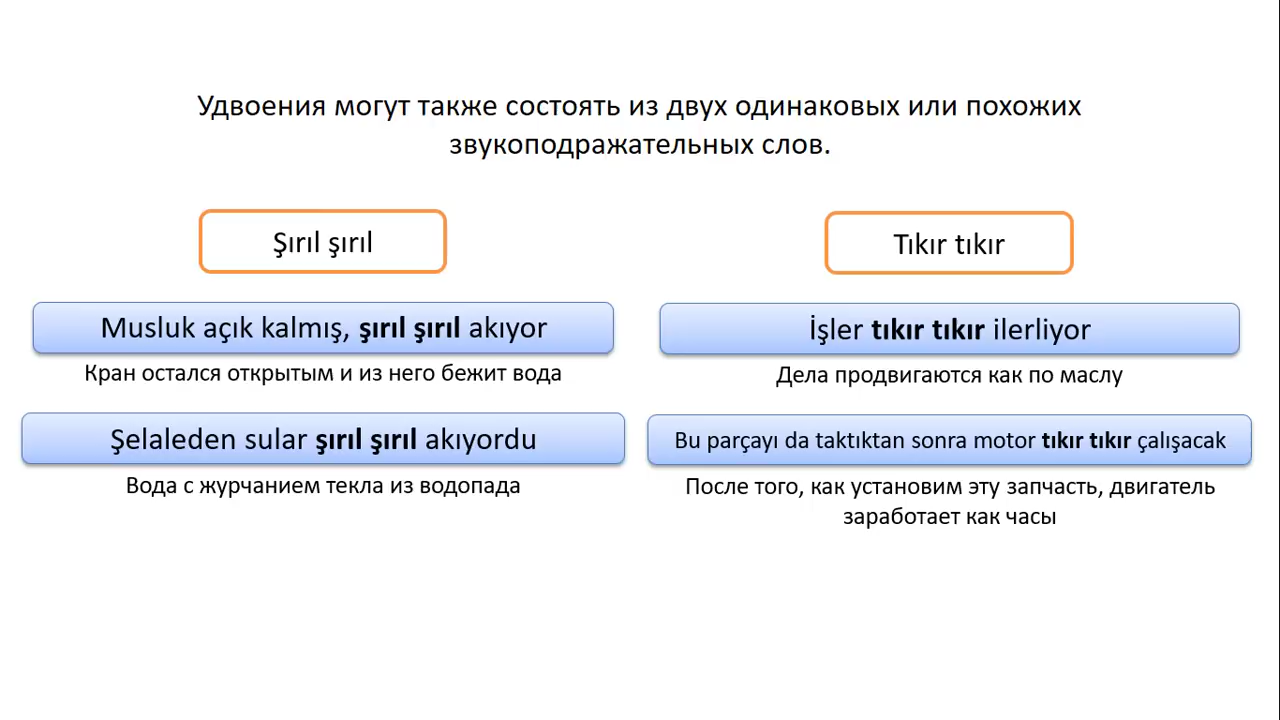 Удвоения могут также состоять из двух одинаковых или похожих
звукоподражательных слов.
Şırıl şırıl
Musluk açık kalmış, şırıl şırıl akıyor
Кран остался открытым и из него бежит вода
Şelaleden sular şırıl şırıl akıyordu
Вода с журчанием текла из водопада
Tıkır tıkır
İşler tıkır tıkır ilerliyor
Дела продвигаются как по маслу
Bu parçayı da taktıktan sonra motor tıkır tıkır çalışacak
После того, как установим эту запчасть, двигатель
заработает как часы